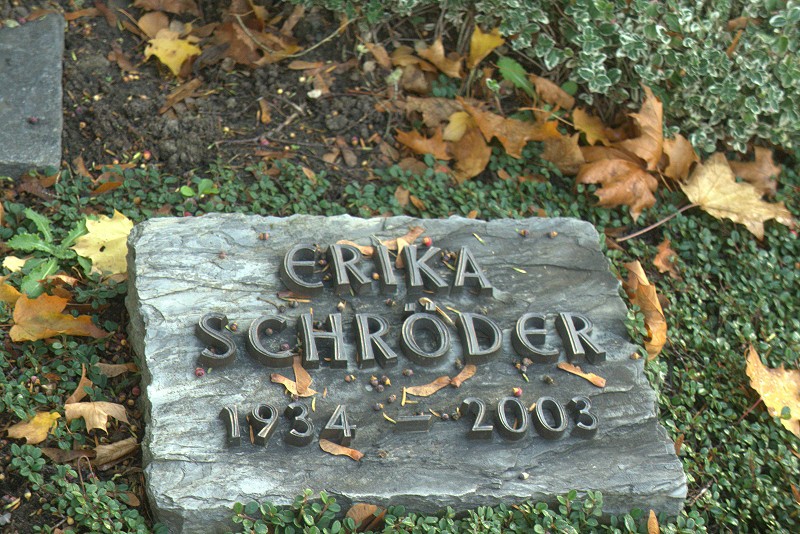 ERIKA
SCHRÖDER
1934 - 2003